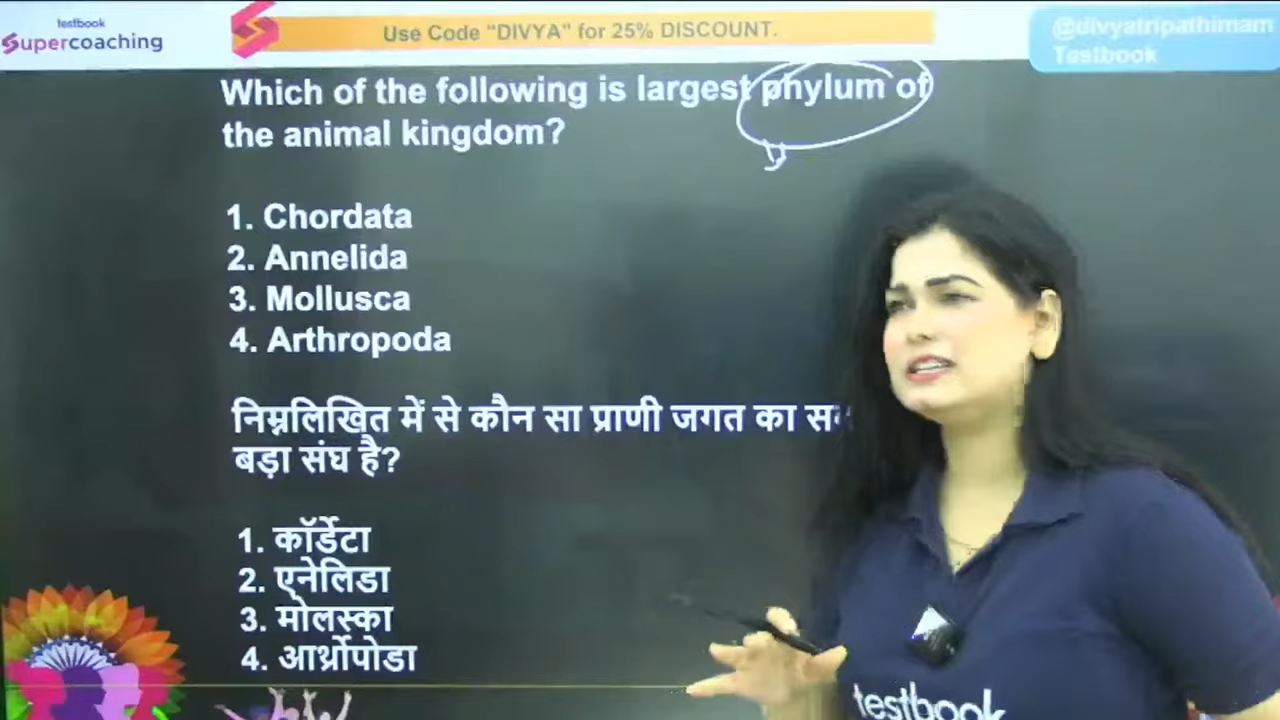 testbook
Supercoaching
Use Code "DIVYA" for 25% DISCOUNT.
@divyatripathimam
Testbook
Which of the following is largest phylum of
the animal kingdom?
1. Chordata
2. Annelida
3. Mollusca
4. Arthropoda
निम्नलिखित में से कौन सा प्राणी जगत का
बड़ा संघ है?
1. कॉर्डेटा
2. एनेलिडा
3. मोलस्का
4. आर्थ्रोपोडा
testbook